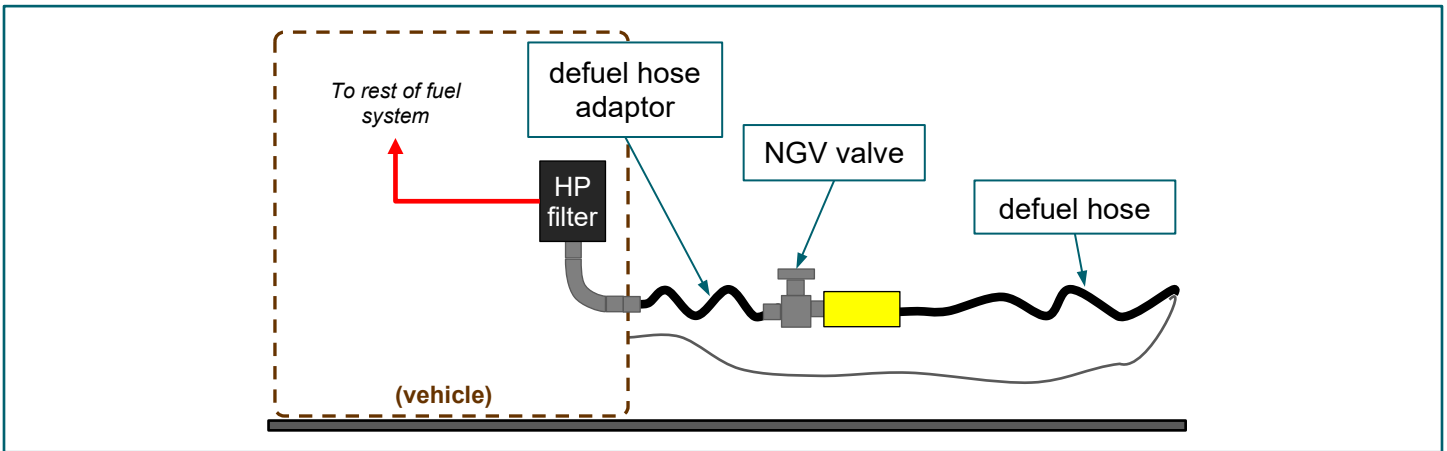 To rest of fuel
system
defuel hose
adaptor
NGV valve
HP
filter
defuel hose
(vehicle)